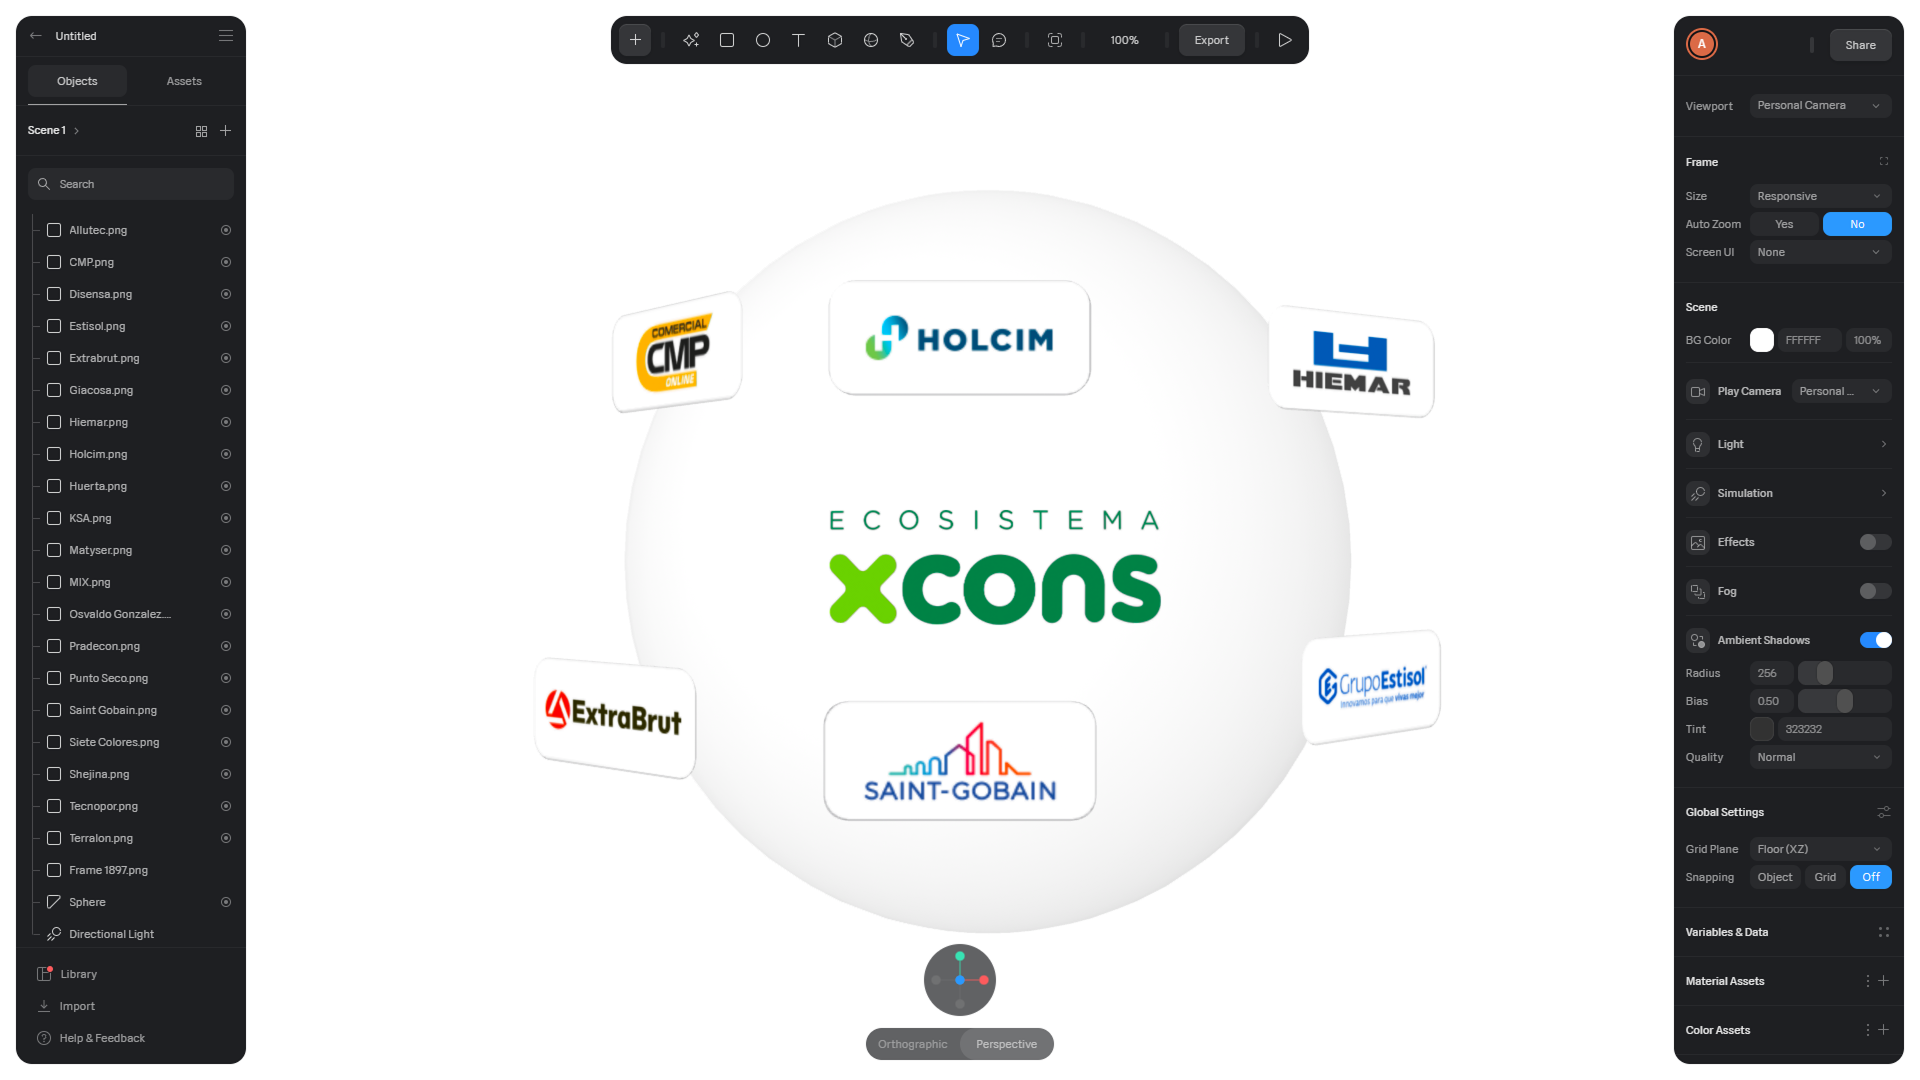 Untitled
Objects
Assets
Scene 1
Search
Allutec.png
CMP.png
Disensa.png
Estisol.png
Extrabrut.png
Giacosa.png
Hiemar.png
Holcim.png
Huerta.png
KSA.png
Matyser.png
MIX.png
Osvaldo Gonzalez....
Pradecon.png
Punto Seco.png
Saint Gobain.png
Siete Colores.png
Shejina.png
Tecnopor.png
Terralon.png
Frame 1897.png
Sphere
Directional Light
Library
Import
Help & Feedback
100%
Export
COMERCIAL
CMP
ONLINE
HOLCIM
HIEMAR
ECOSISTEMA
xcons
ExtraBrut
SAINT-GOBAIN
GrupoEstisol
Innovamos para que vivas mejor
Orthographic
Perspective
A
Share
Viewport
Personal Camera
Frame
Size
Responsive
Auto Zoom
Yes
No
Screen UI
None
Scene
BG Color
FFFFFF
100%
Play Camera
Personal ...
Light
Simulation
Effects
Fog
Ambient Shadows
Radius
256
Bias
0.50
Tint
323232
Quality
Normal
Global Settings
Grid Plane
Floor (XZ)
Snapping
Object
Grid
Off
Variables & Data
Material Assets
Color Assets